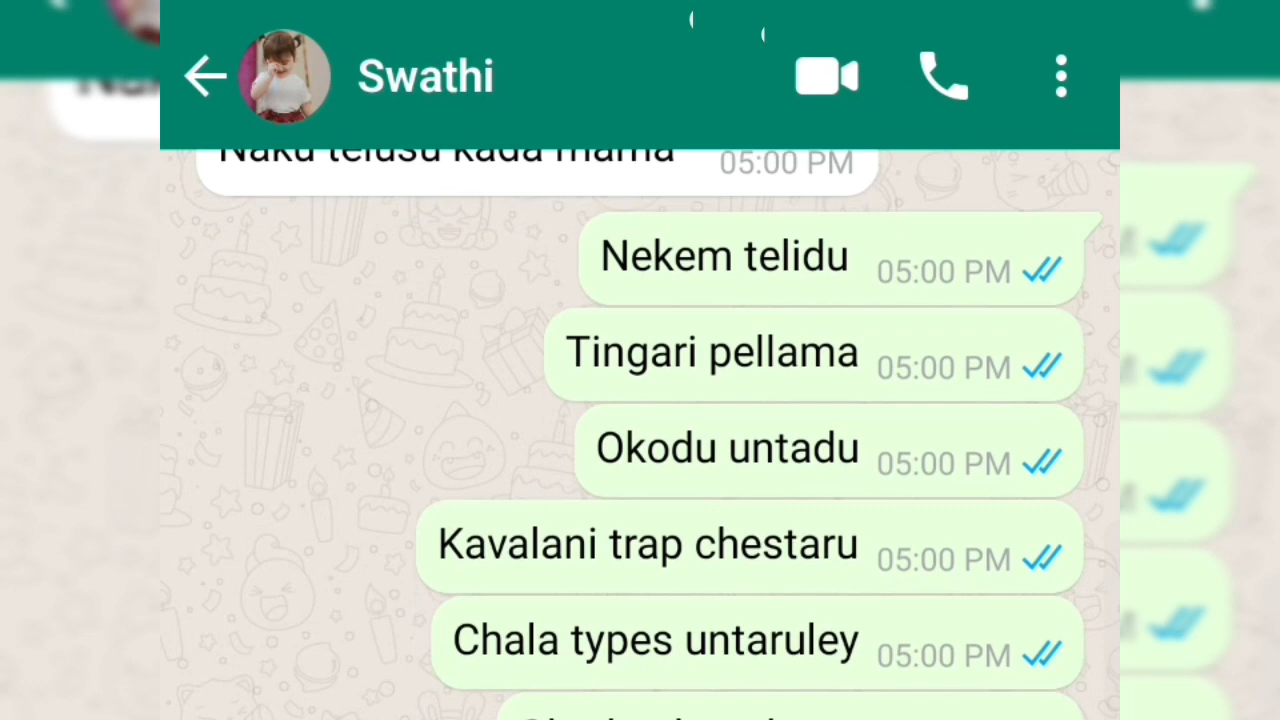 Swathi
Naku telusu kada mama 05:00 PM
Nekem telidu 05:00 PM
Tingari pellama 05:00 PM
Okodu untadu 05:00 PM
Kavalani trap chestaru 05:00 PM
Chala types untaruley 05:00 PM